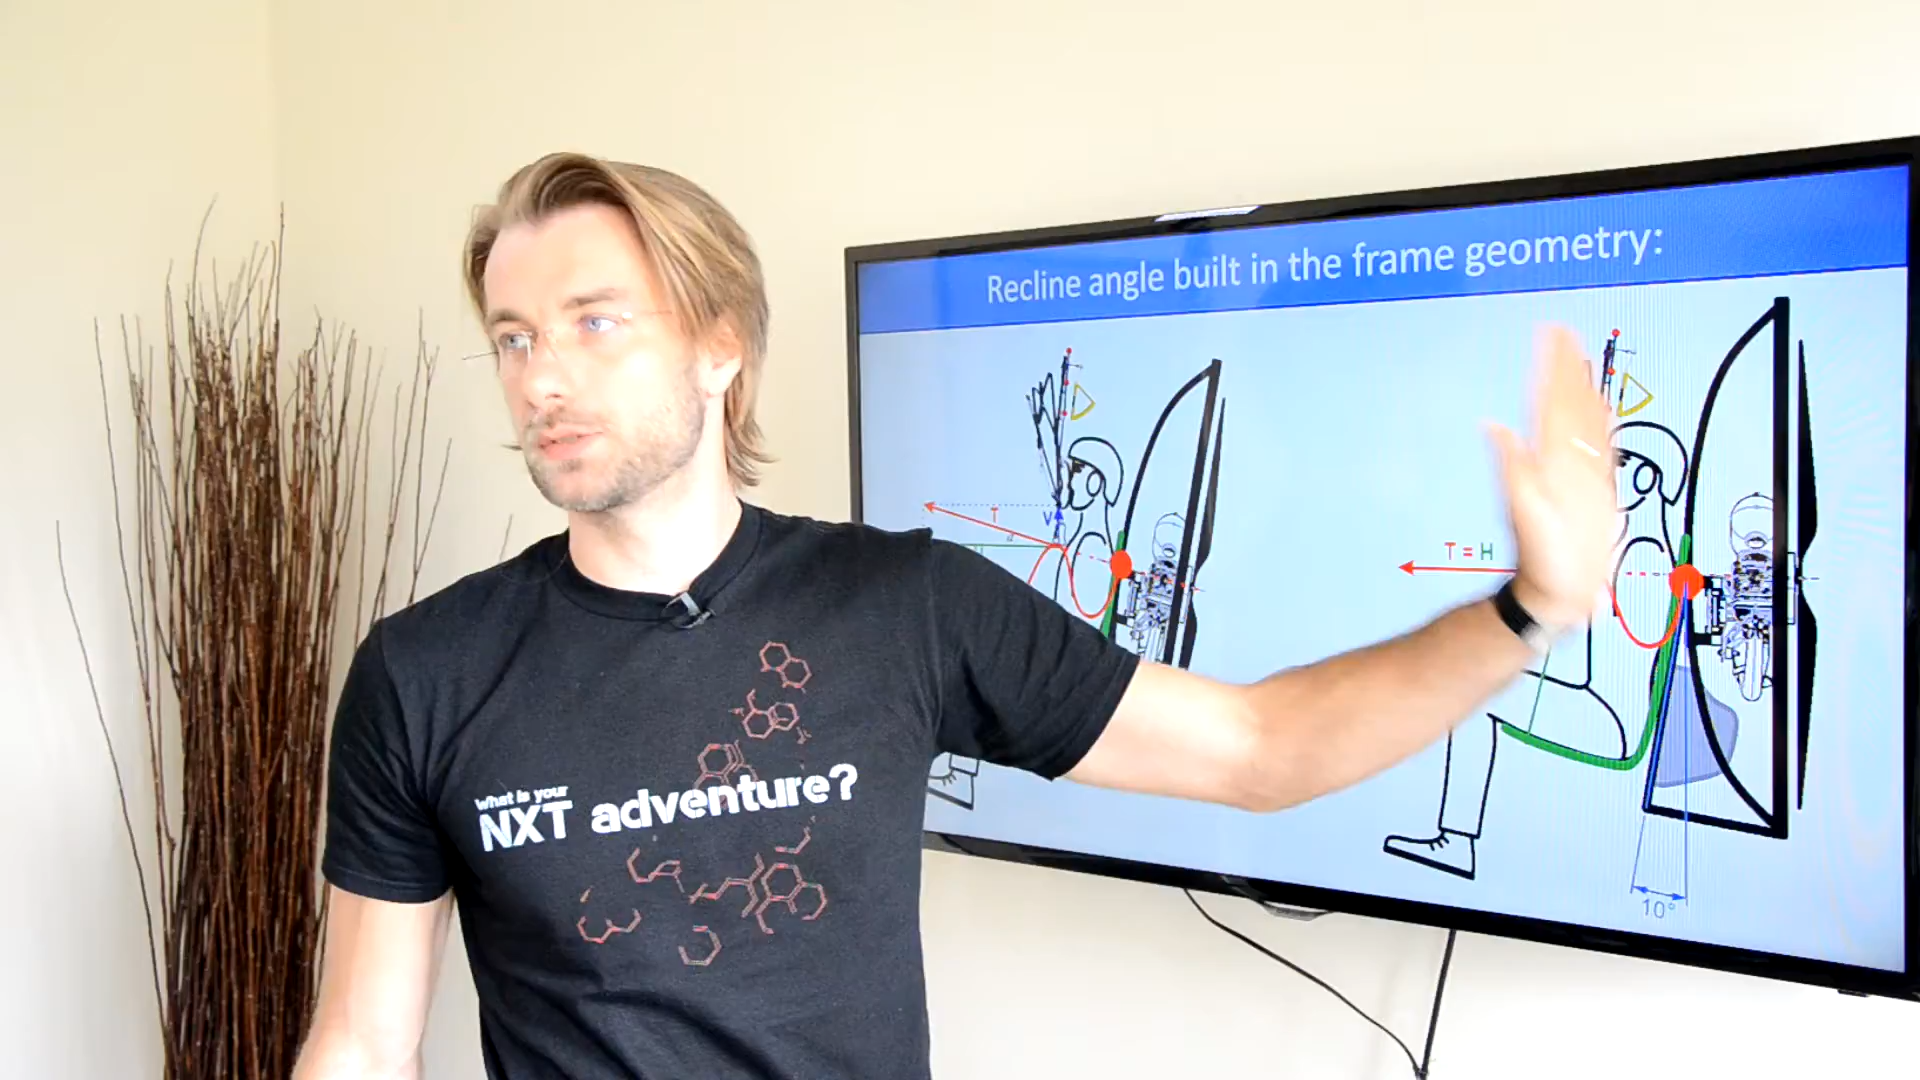 Recline angle built in the frame geometry:
T
V
T = H
10°
What is your
NXT adventure?